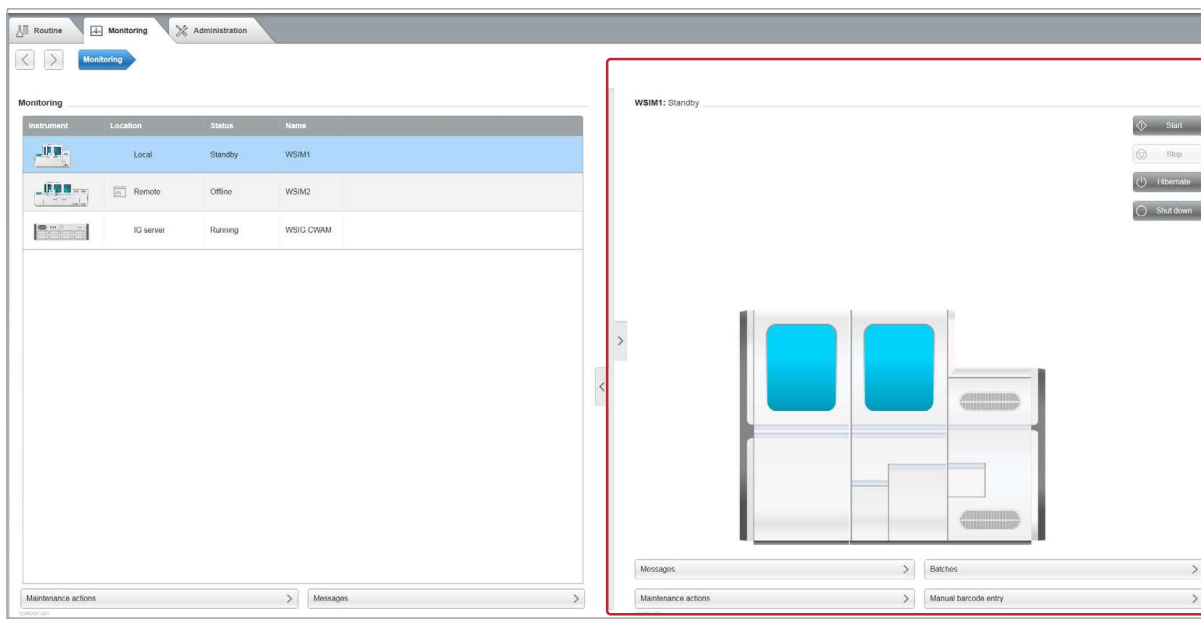 Routine Monitoring Administration
Monitoring
Monitoring
Instrument Location Status Name
Local Standby WSIM1
Remote Offline WSIM2
IG server Running WSIG CWAM
Maintenance actions Messages
WSIM1: Standby
Start
Stop
Hibernate
Shut down
Messages Batches
Maintenance actions Manual barcode entry